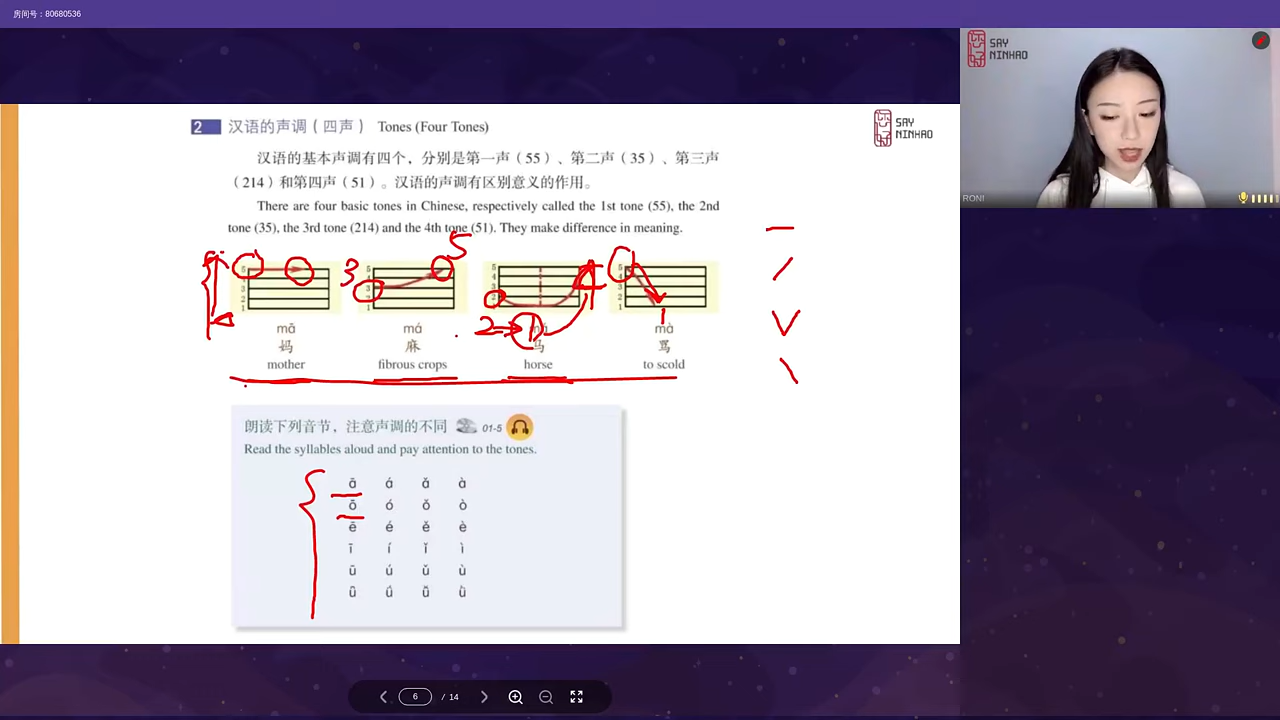 房间号：80680536
SAY
NINHAO
RONI
2 汉语的声调（四声） Tones (Four Tones)
SAY
NINHAO
汉语的基本声调有四个，分别是第一声（55）、第二声（35）、第三声
（214）和第四声（51）。汉语的声调有区别意义的作用。
There are four basic tones in Chinese, respectively called the 1st tone (55), the 2nd
tone (35), the 3rd tone (214) and the 4th tone (51). They make difference in meaning.
3 5 2 1 4 1
mā má mà
妈 麻 马 骂
mother fibrous crops horse to scold
朗读下列音节，注意声调的不同 01-5
Read the syllables aloud and pay attention to the tones.
ā á ǎ à
ō ó ǒ ò
ē é ě è
ī í ǐ ì
ū ú ǔ ù
ǖ ǘ ǚ ǜ
6 / 14